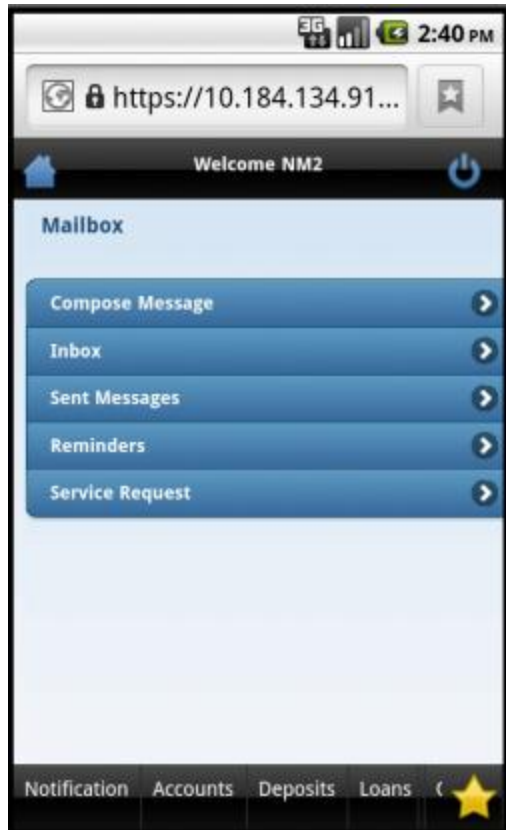 3G 2:40 PM
https://10.184.134.91...
Welcome NM2
Mailbox
Compose Message
Inbox
Sent Messages
Reminders
Service Request
Notification Accounts Deposits Loans